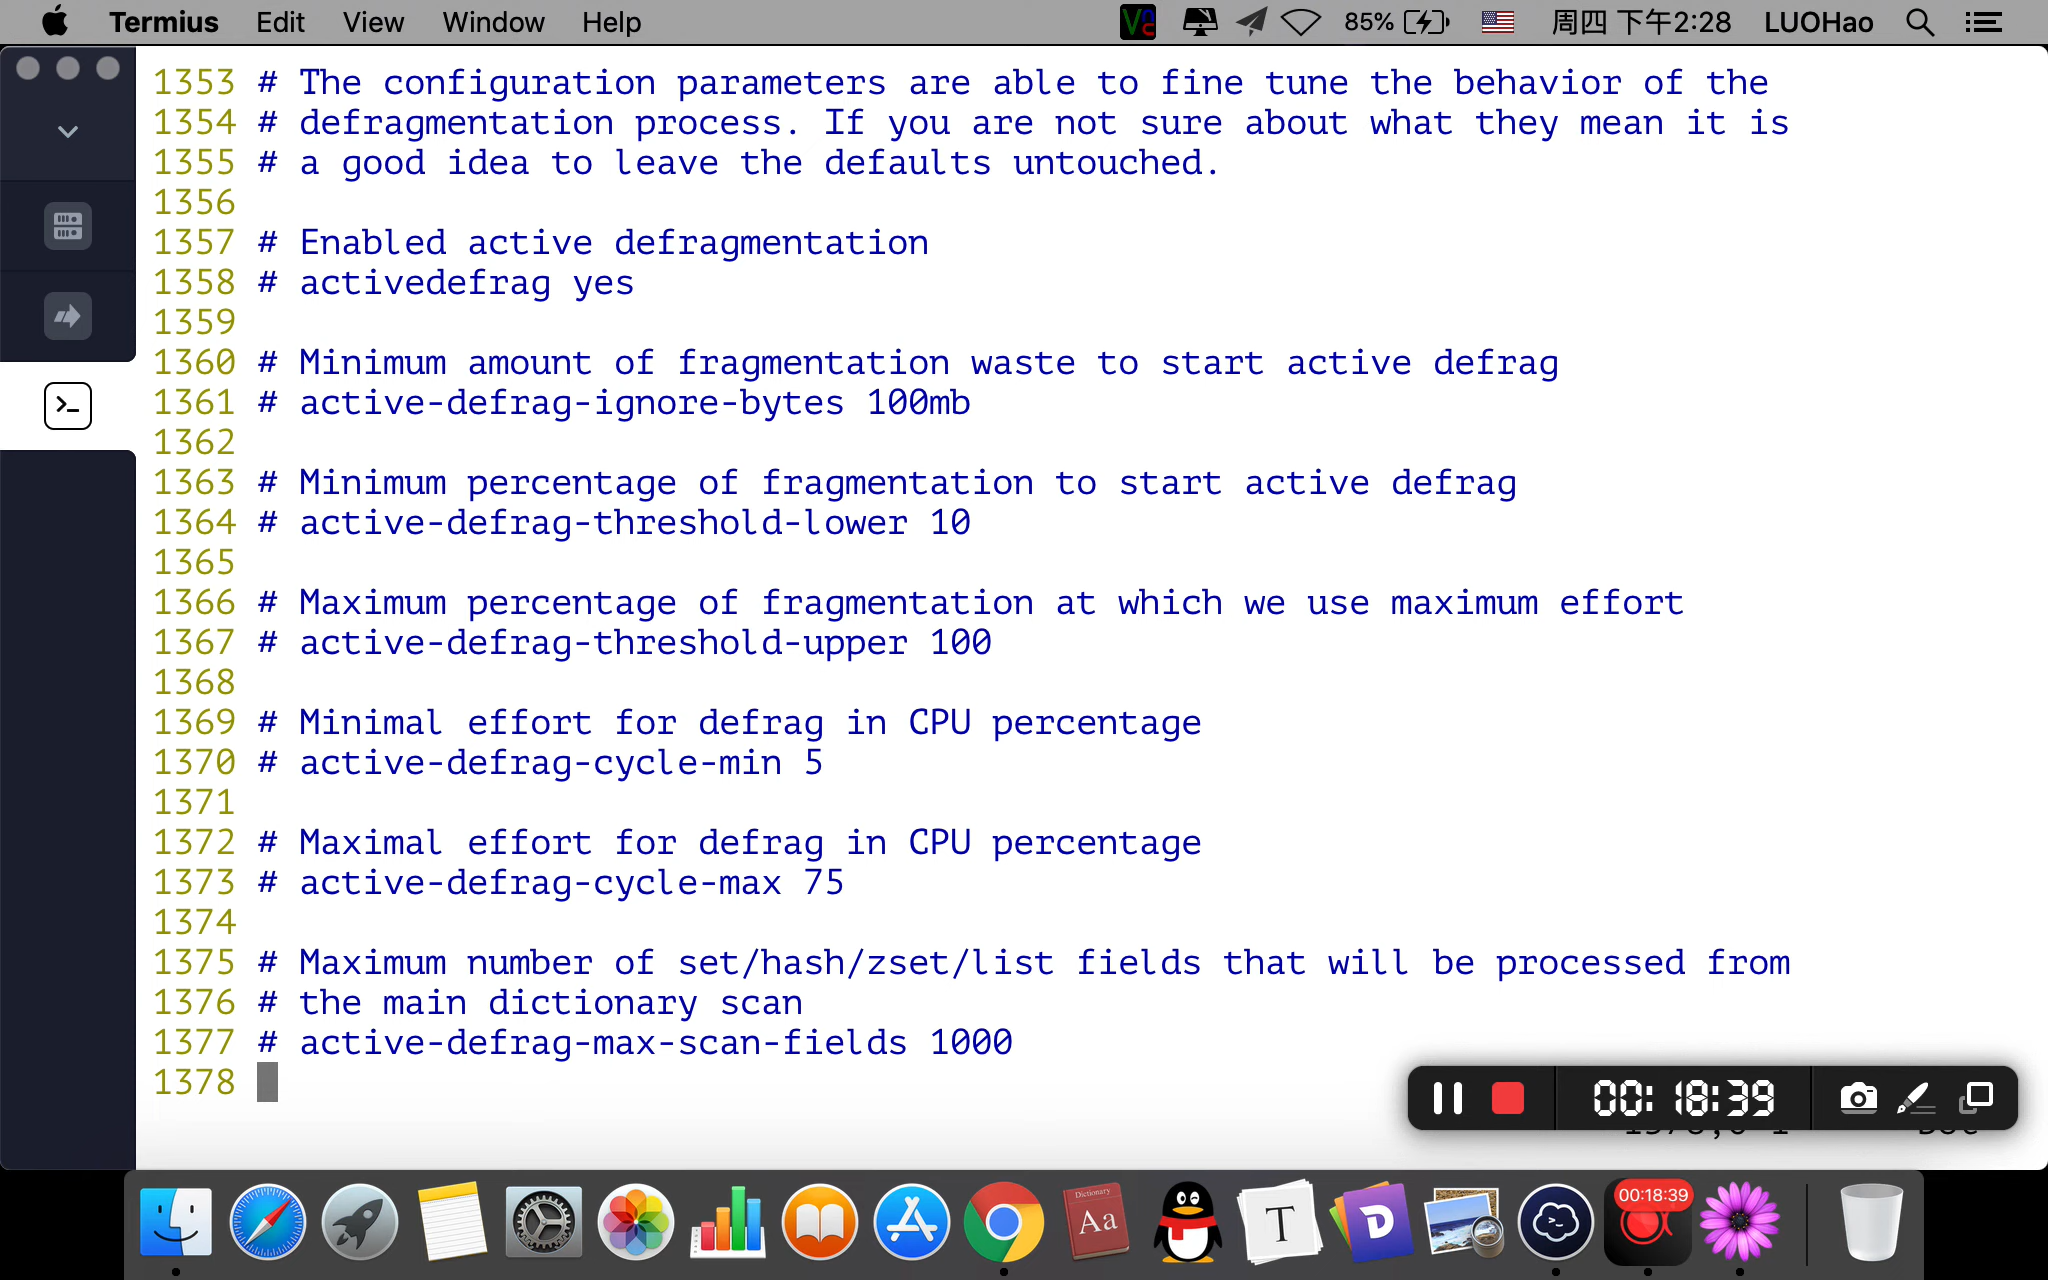 Termius Edit View Window Help 85% 周四 下午2:28 LUOHao
1353 # The configuration parameters are able to fine tune the behavior of the
1354 # defragmentation process. If you are not sure about what they mean it is
1355 # a good idea to leave the defaults untouched.
1356
1357 # Enabled active defragmentation
1358 # activedefrag yes
1359
1360 # Minimum amount of fragmentation waste to start active defrag
1361 # active-defrag-ignore-bytes 100mb
1362
1363 # Minimum percentage of fragmentation to start active defrag
1364 # active-defrag-threshold-lower 10
1365
1366 # Maximum percentage of fragmentation at which we use maximum effort
1367 # active-defrag-threshold-upper 100
1368
1369 # Minimal effort for defrag in CPU percentage
1370 # active-defrag-cycle-min 5
1371
1372 # Maximal effort for defrag in CPU percentage
1373 # active-defrag-cycle-max 75
1374
1375 # Maximum number of set/hash/zset/list fields that will be processed from
1376 # the main dictionary scan
1377 # active-defrag-max-scan-fields 1000
1378
00:18:39
Dictionary
Aa
T
D
00:18:39